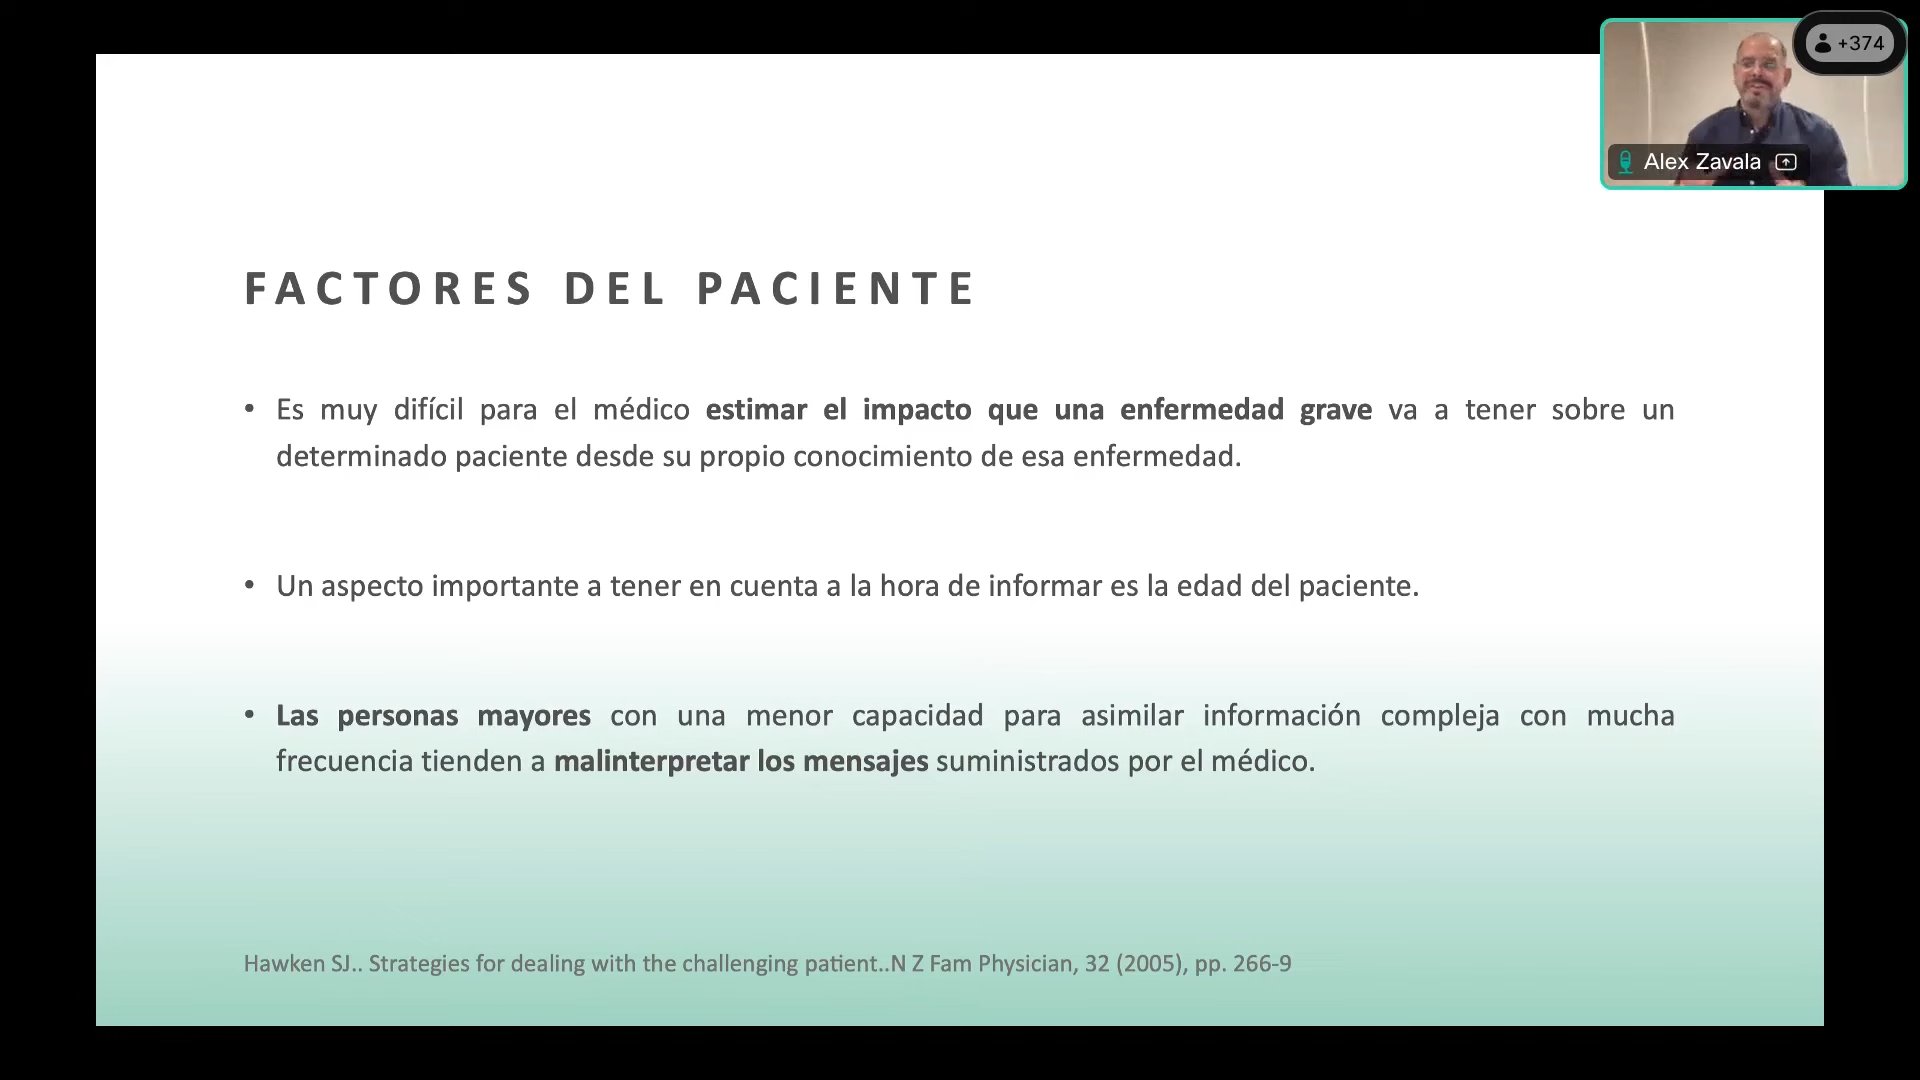 +374
Alex Zavala
FACTORES DEL PACIENTE
• Es muy difícil para el médico estimar el impacto que una enfermedad grave va a tener sobre un
determinado paciente desde su propio conocimiento de esa enfermedad.
• Un aspecto importante a tener en cuenta a la hora de informar es la edad del paciente.
• Las personas mayores con una menor capacidad para asimilar información compleja con mucha
frecuencia tienden a malinterpretar los mensajes suministrados por el médico.
Hawken SJ.. Strategies for dealing with the challenging patient..N Z Fam Physician, 32 (2005), pp. 266-9